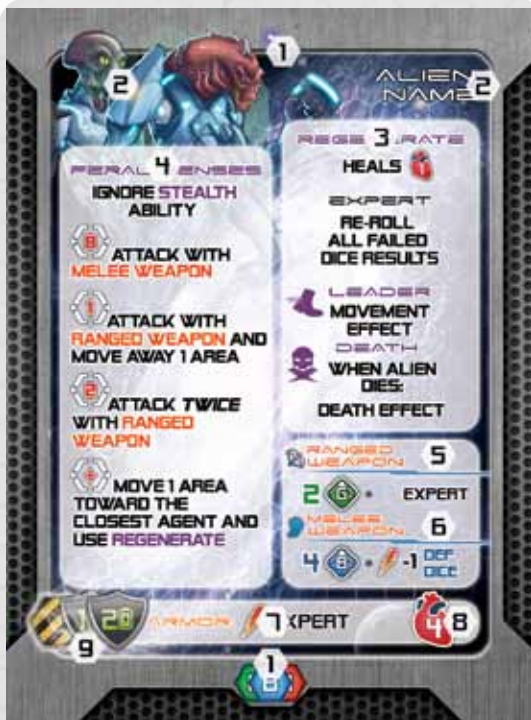 1
2
ALIEN
NAME
2
FERAL 4 ENSES
IGNORE STEALTH
ABILITY
0 ATTACK WITH
MELEE WEAPON
1 ATTACK WITH
RANGED WEAPON AND
MOVE AWAY 1 AREA
2 ATTACK TWICE
WITH RANGED
WEAPON
MOVE 1 AREA
TOWARD THE
CLOSEST AGENT AND
USE REGENERATE
REGE 3 RATE
HEALS 1
EXPERT
RE-ROLL
ALL FAILED
DICE RESULTS
LEADER
MOVEMENT
EFFECT
DEATH
WHEN ALIEN
DIES:
DEATH EFFECT
RANGED
WEAPON 5
2 G • EXPERT
MELEE
WEAPON 6
4 • -1 DEF
DICE
1 2 ARMOR 7 XPERT 4 8
9
1